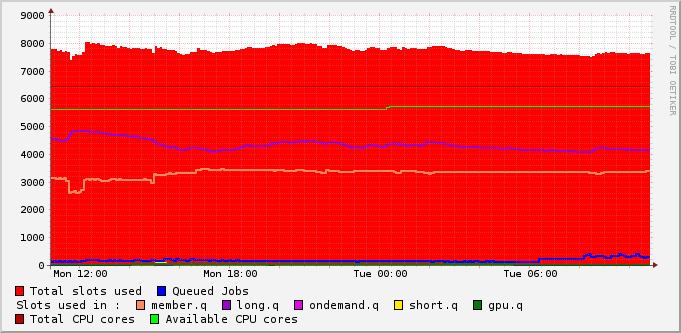 9000
8000
7000
6000
5000
4000
3000
2000
1000
0
Mon 12:00 Mon 18:00 Tue 00:00 Tue 06:00
RRDTOOL / TOBI OETIKER
Total slots used Queued Jobs
Slots used in : member.q long.q ondemand.q short.q gpu.q
Total CPU cores Available CPU cores